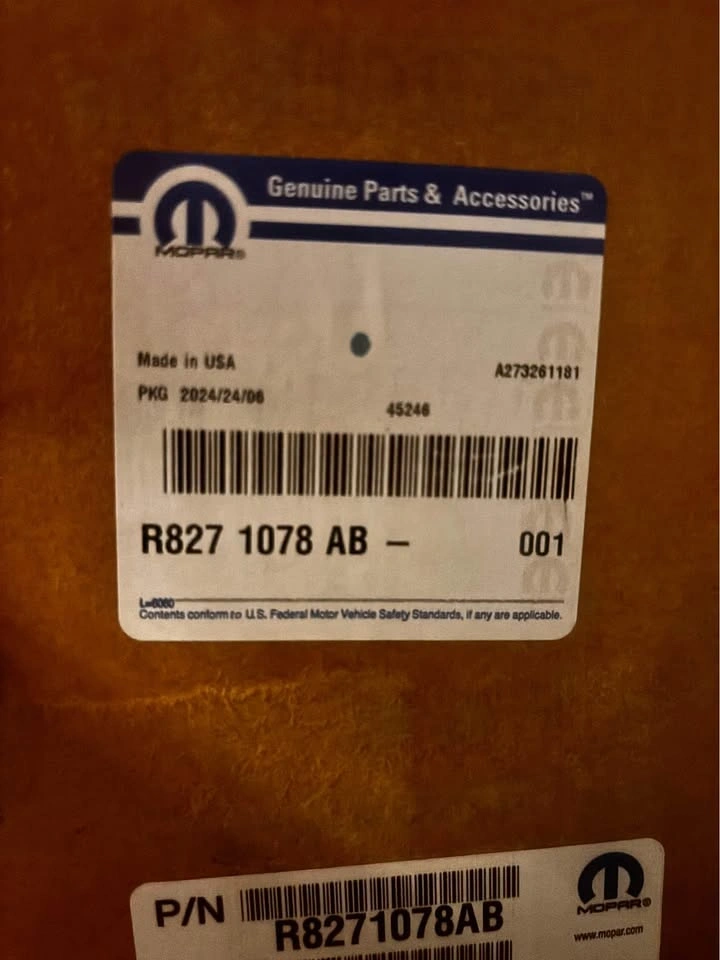 Genuine Parts & Accessories™
MOPAR®
Made in USA
A273261181
PKG 2024/24/06
45246
R827 1078 AB – 001
L-6060
Contents conform to U.S. Federal Motor Vehicle Safety Standards, if any are applicable.
P/N
R8271078AB
MOPAR®
www.mopar.com